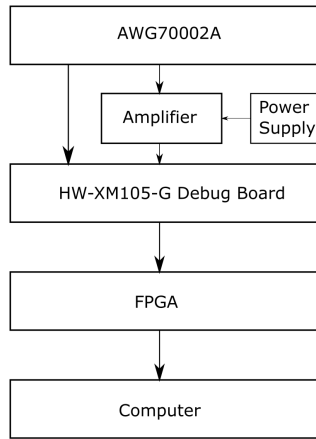 AWG70002A
Amplifier
Power
Supply
HW-XM105-G Debug Board
FPGA
Computer